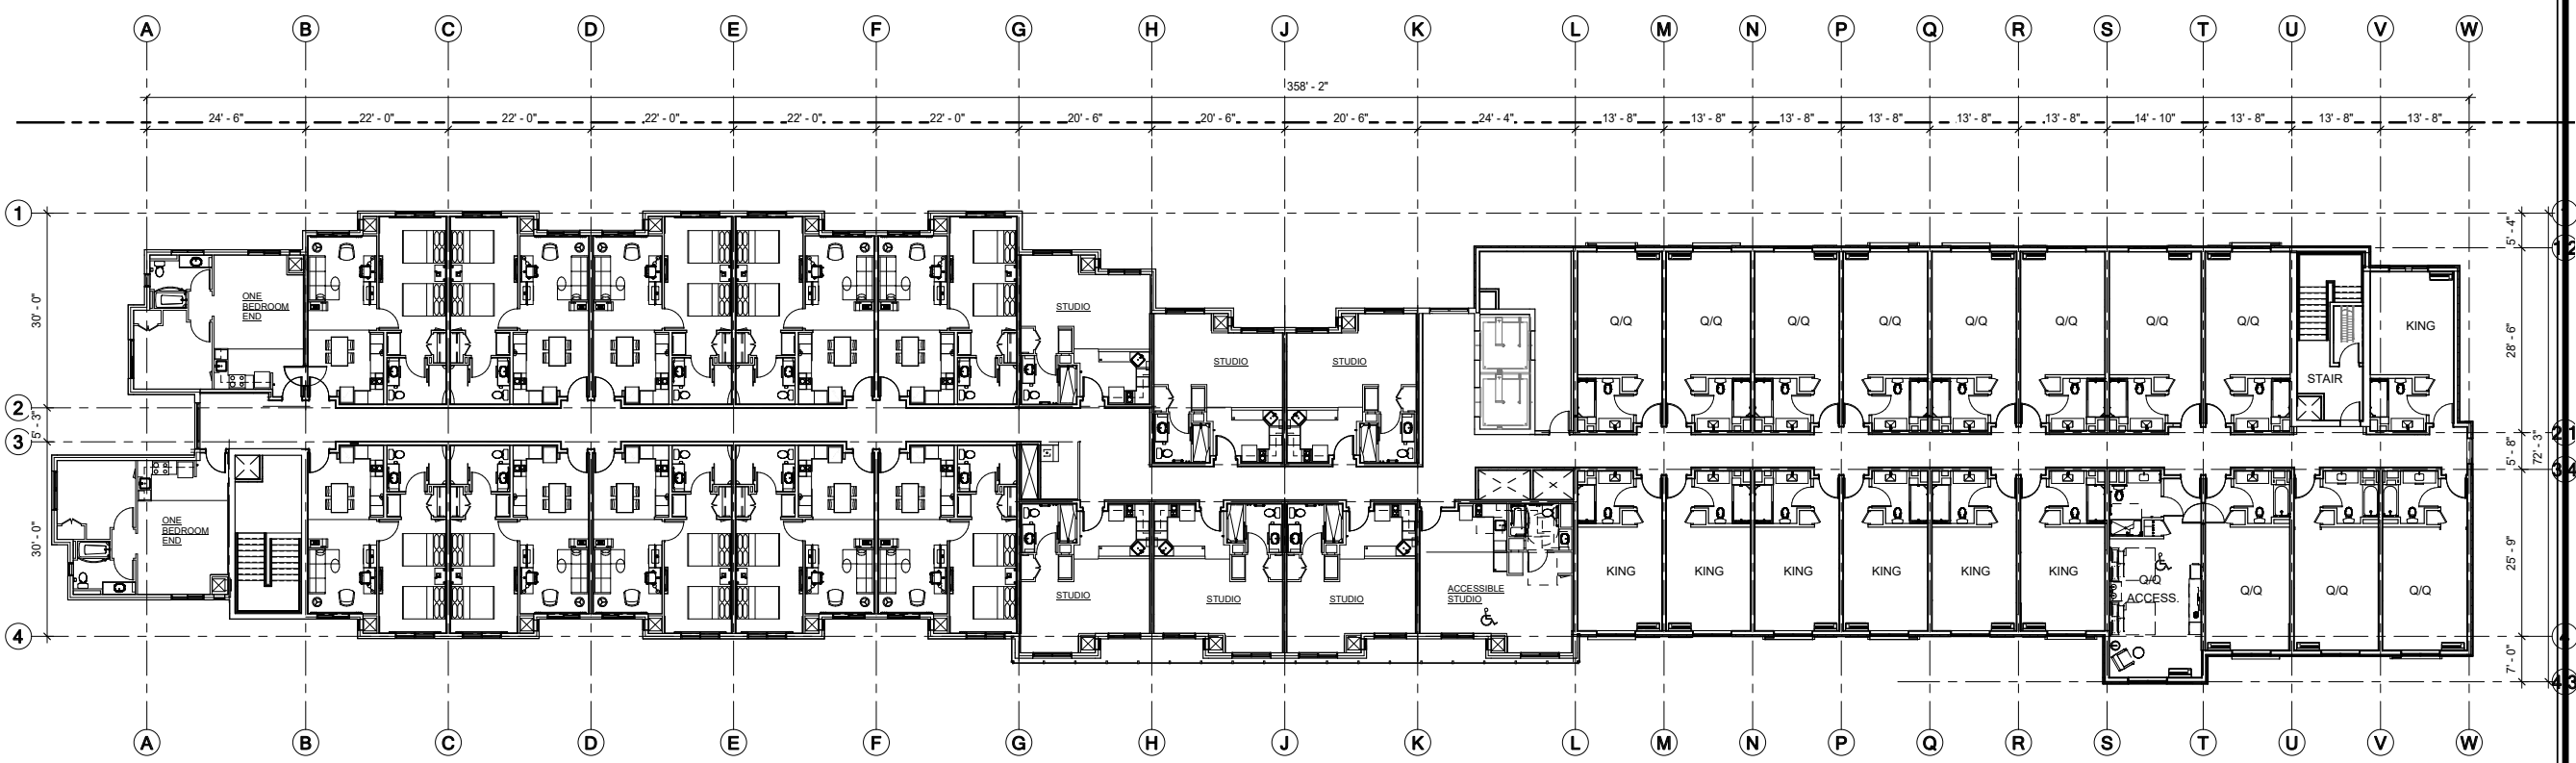 A B C D E F G H J K L M N P Q R S T U V W
358' - 2"
24' - 6" 22' - 0" 22' - 0" 22' - 0" 22' - 0" 22' - 0" 20' - 6" 20' - 6" 20' - 6" 24' - 4" 13' - 8" 13' - 8" 13' - 8" 13' - 8" 13' - 8" 13' - 8" 14' - 10" 13' - 8" 13' - 8" 13' - 8"
1
5' - 4"
30' - 0"
ONE
BEDROOM
END
STUDIO
STUDIO
STUDIO
Q/Q Q/Q Q/Q Q/Q Q/Q Q/Q Q/Q Q/Q
KING
28' - 6"
STAIR
2
5' - 3"
3
5' - 8"
72' - 3"
30' - 0"
ONE
BEDROOM
END
STUDIO
STUDIO
STUDIO
ACCESSIBLE
STUDIO
KING KING KING KING KING KING
Q/Q
ACCESS.
Q/Q Q/Q Q/Q
25' - 9"
4
7' - 0"
A B C D E F G H J K L M N P Q R S T U V W